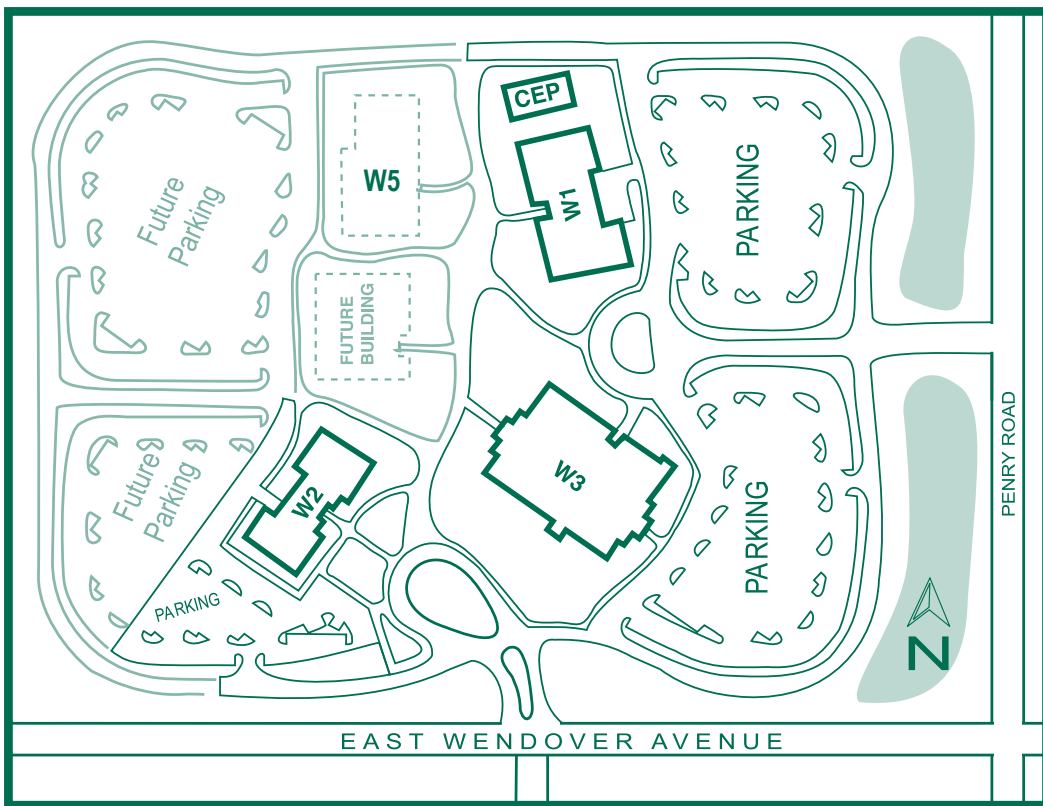 CEP
W5
W1
PARKING
Future
Parking
FUTURE
BUILDING
W3
W2
Future
Parking
PARKING
PARKING
PENRY ROAD
N
EAST WENDOVER AVENUE